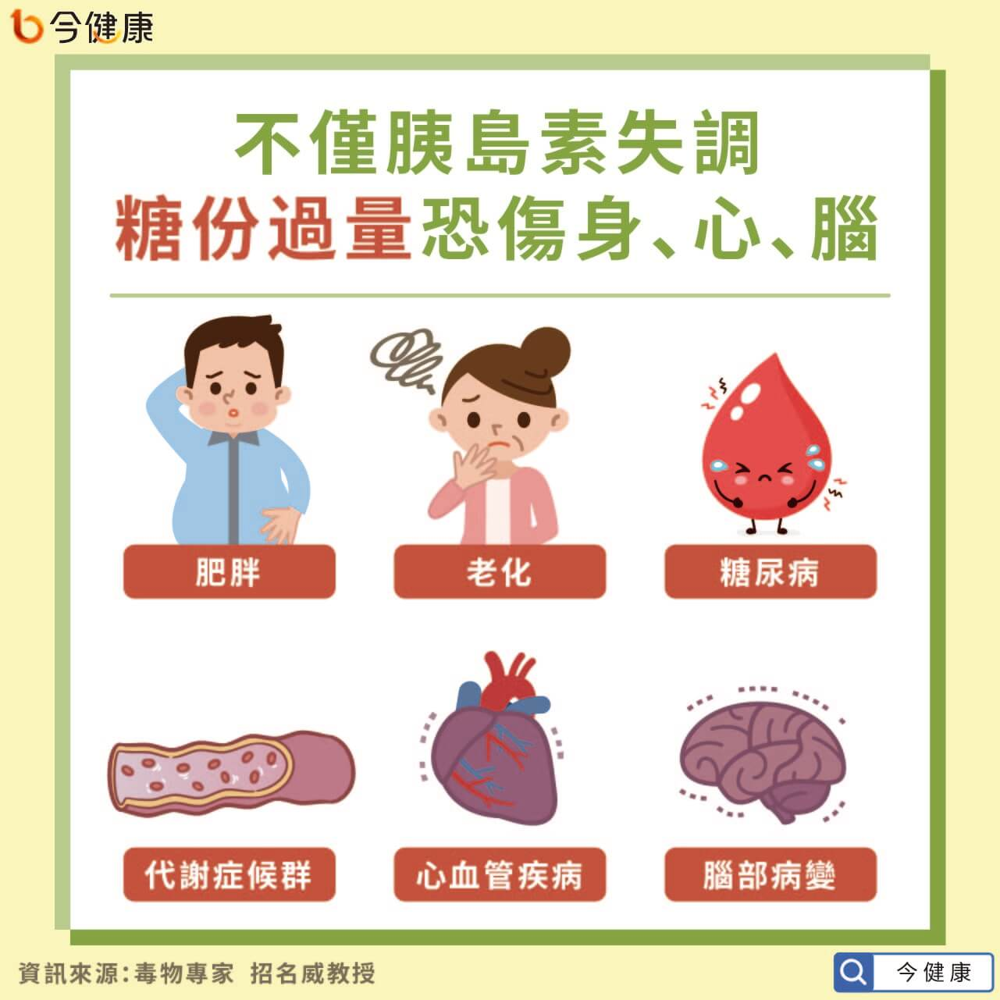 今健康
不僅胰島素失調
糖份過量恐傷身、心、腦
肥胖
老化
糖尿病
代謝症候群
心血管疾病
腦部病變
資訊來源：毒物專家 招名威教授
今健康